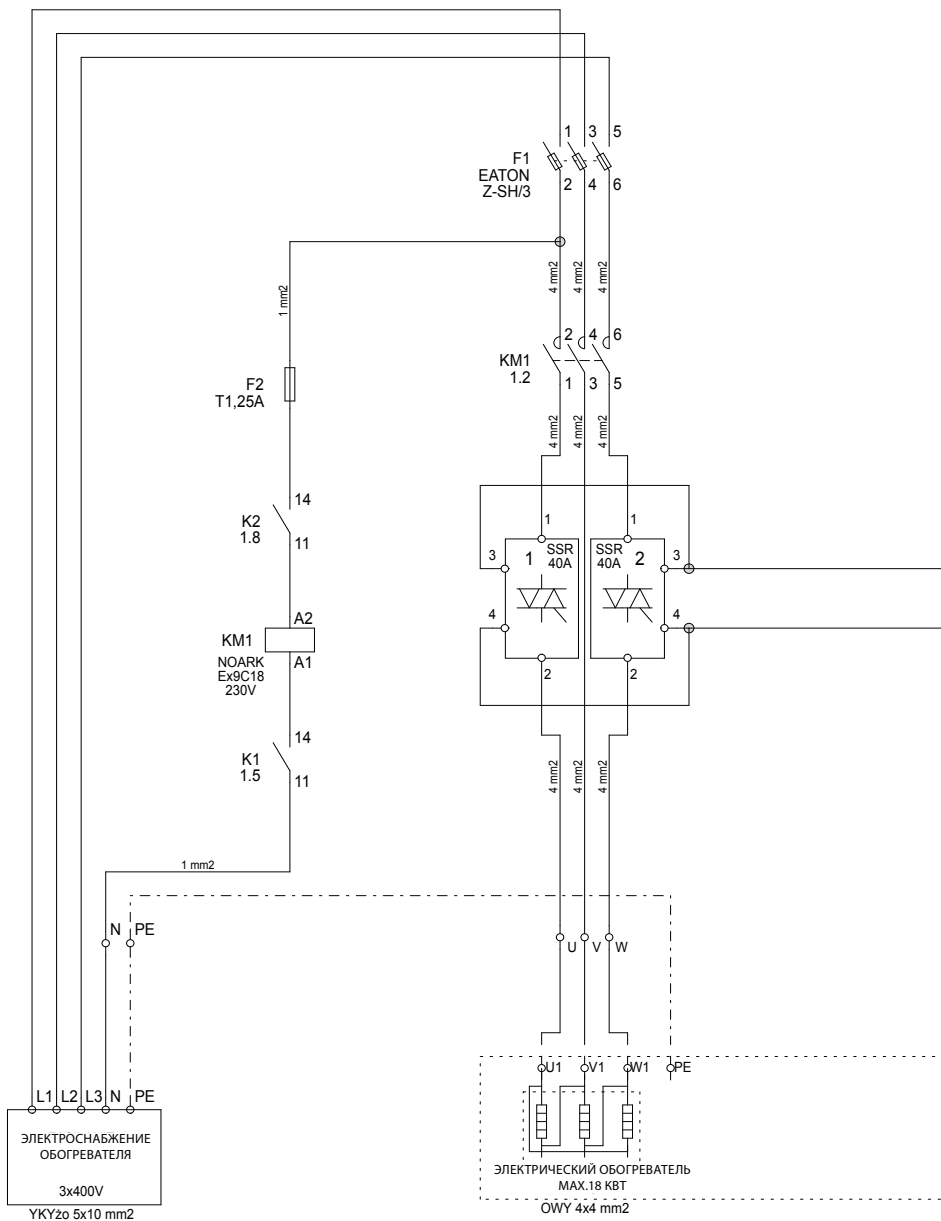 1 3 5
F1
EATON
Z-SH/3
2 4 6
1 mm2
4 mm2
4 mm2
4 mm2
2 4 6
KM1
1.2
1 3 5
F2
T1,25A
4 mm2
4 mm2
4 mm2
14
K2
1.8
11
1
1
3
1
SSR
40A
SSR
40A
2
3
4
4
2
2
A2
KM1
A1
NOARK
Ex9C18
230V
14
K1
1.5
11
4 mm2
4 mm2
4 mm2
1 mm2
N PE
U V W
U1 V1 W1 PE
L1 L2 L3 N PE
ЭЛЕКТРОСНАБЖЕНИЕ
ОБОГРЕВАТЕЛЯ
3x400V
YKYżo 5x10 mm2
ЭЛЕКТРИЧЕСКИЙ ОБОГРЕВАТЕЛЬ
MAX.18 КВТ
OWY 4x4 mm2